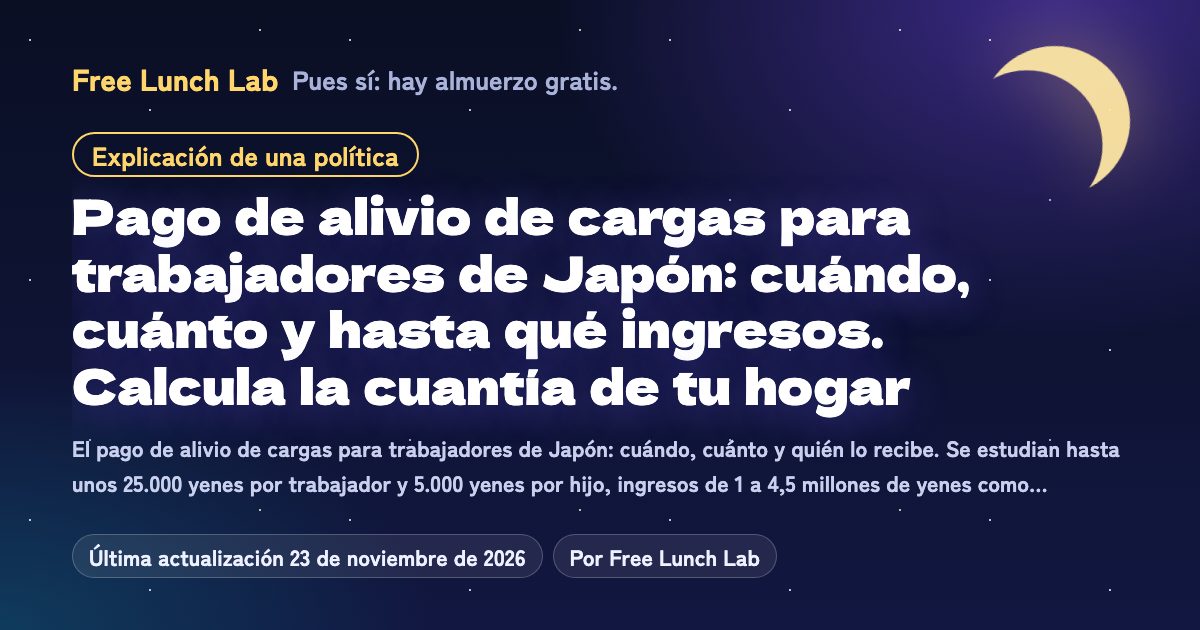 Free Lunch Lab Pues sí: hay almuerzo gratis.
Explicación de una política
Pago de alivio de cargas para
trabajadores de Japón: cuándo,
cuánto y hasta qué ingresos.
Calcula la cuantía de tu hogar
El pago de alivio de cargas para trabajadores de Japón: cuándo, cuánto y quién lo recibe. Se estudian hasta
unos 25.000 yenes por trabajador y 5.000 yenes por hijo, ingresos de 1 a 4,5 millones de yenes como…
Última actualización 23 de noviembre de 2026 Por Free Lunch Lab